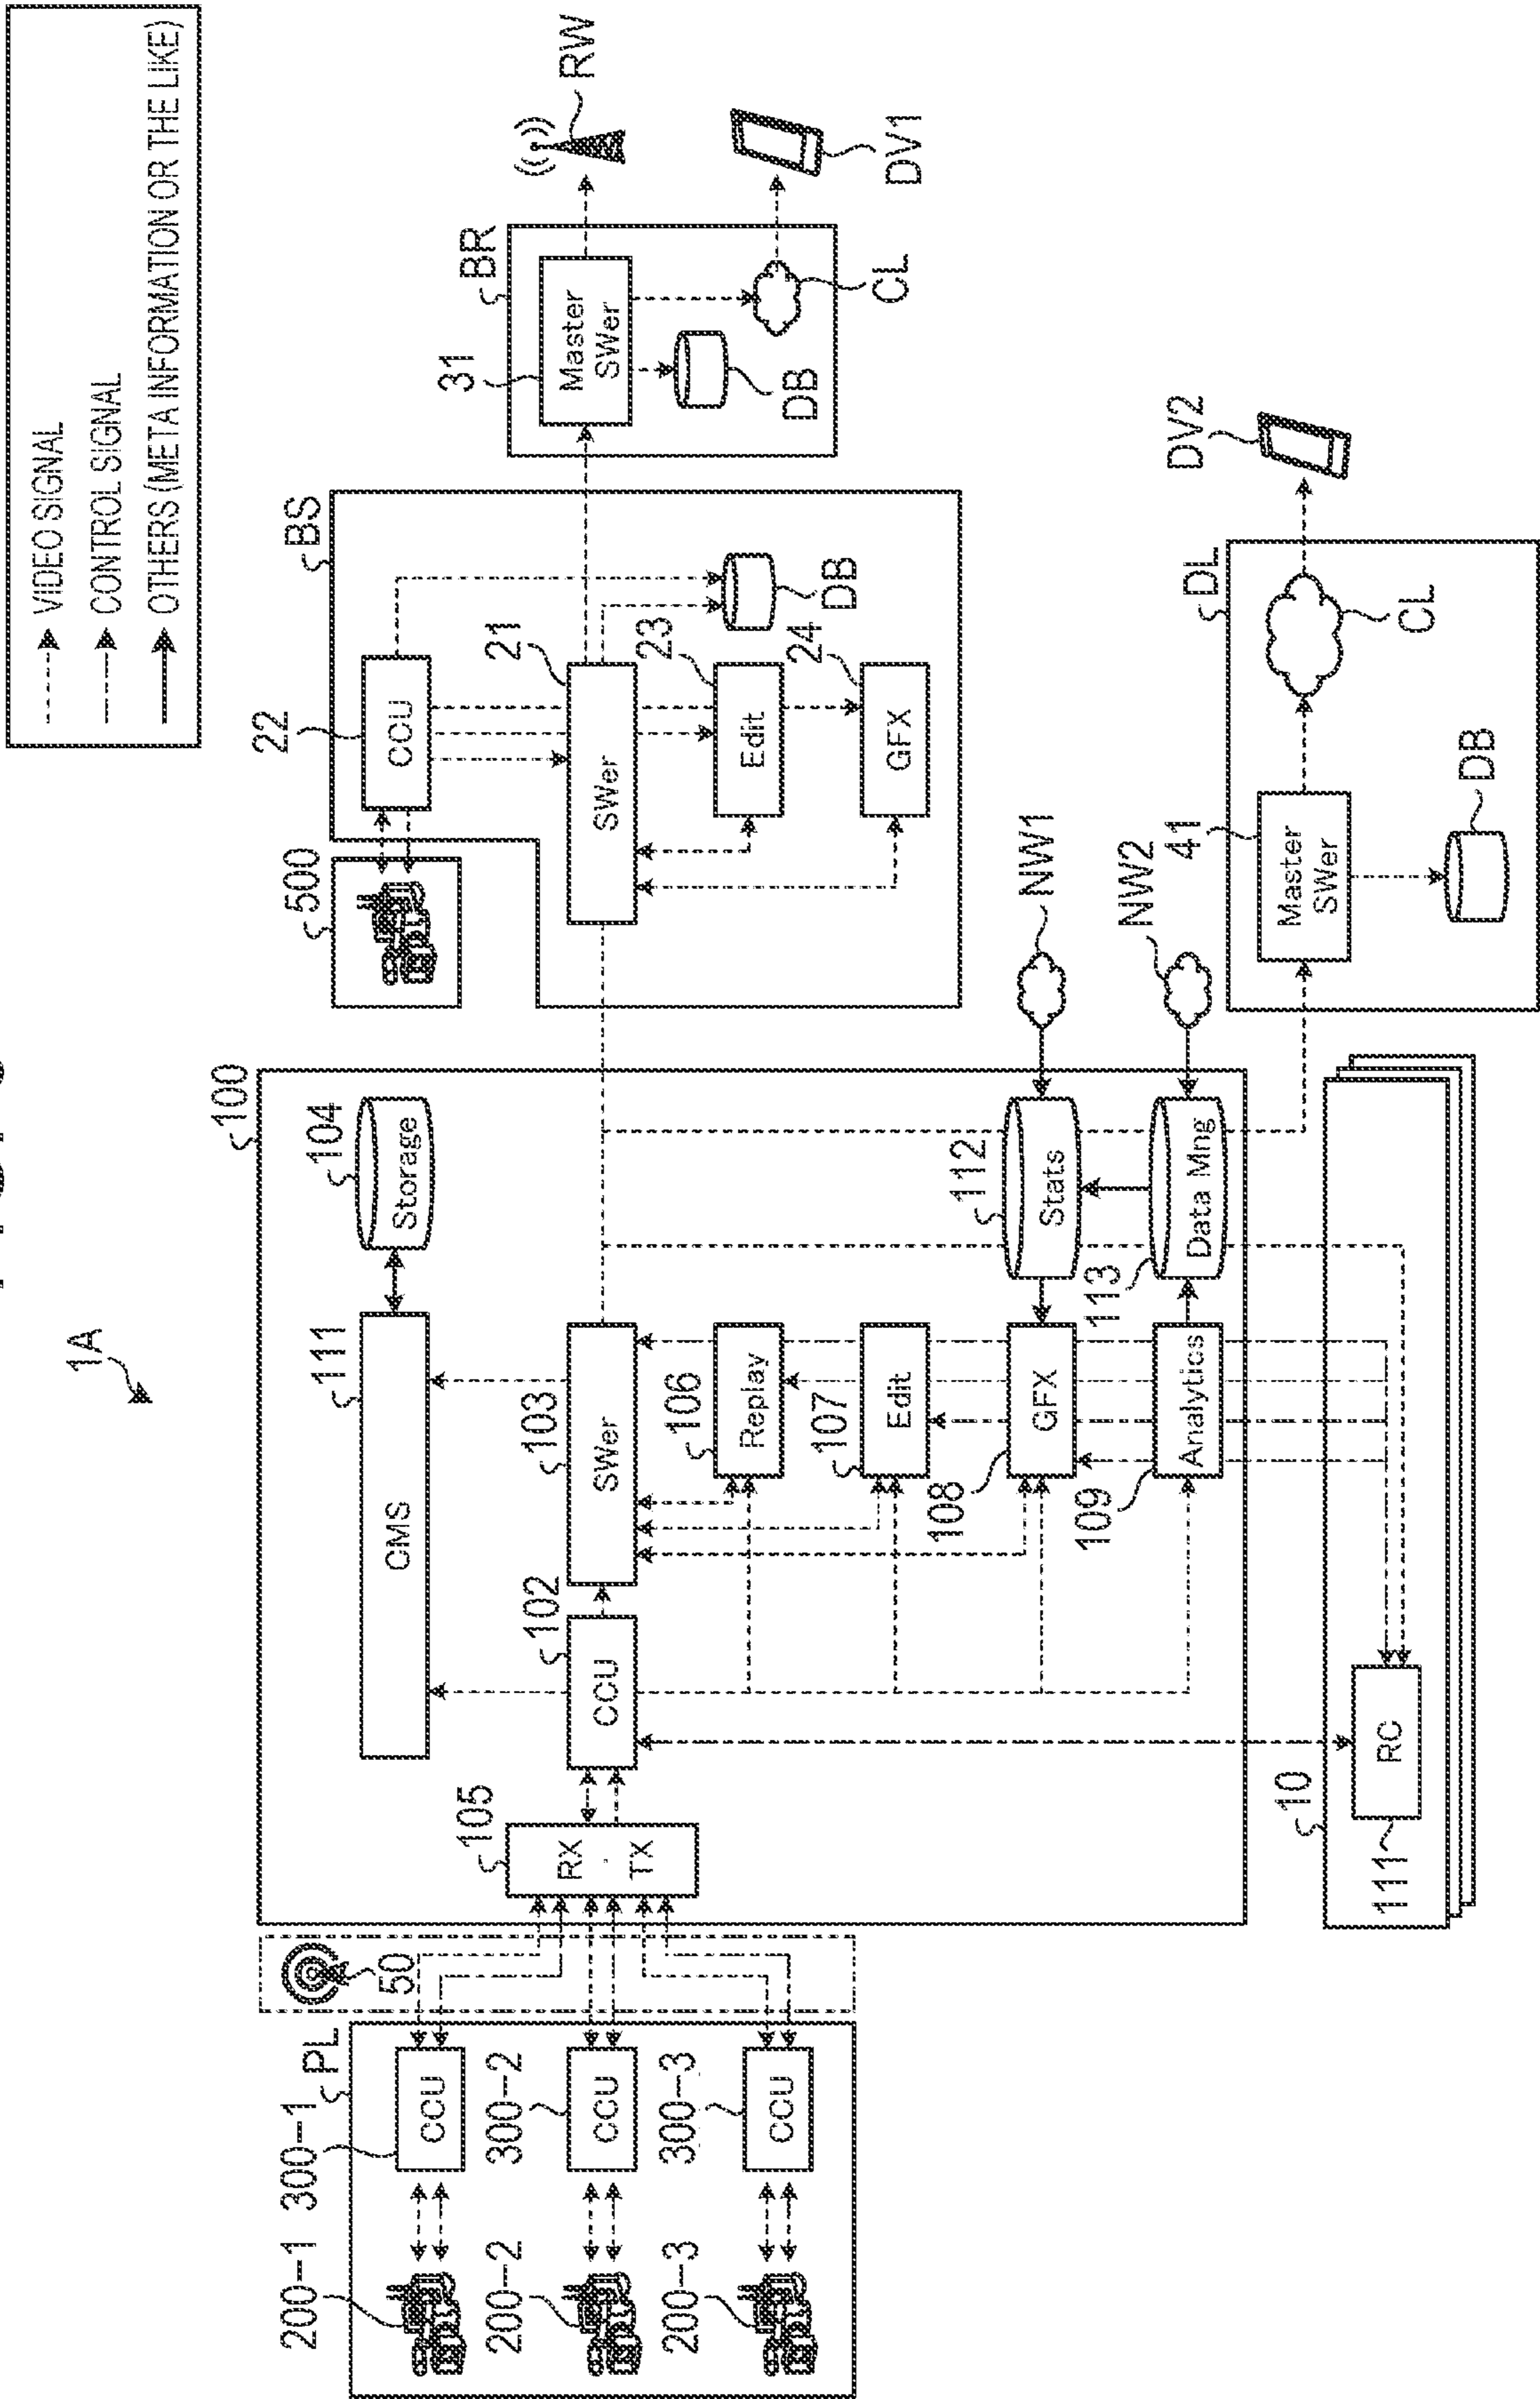 VIDEO SIGNAL
CONTROL SIGNAL
OTHERS (META INFORMATION OR THE LIKE)
1A
100
PL
200-1
300-1
CCU
200-2
300-2
CCU
200-3
300-3
CCU
50
105
RX
·
TX
111
CMS
104
Storage
102
CCU
103
SWer
106
Replay
107
Edit
108
GFX
109
Analytics
112
Stats
113
Data Mng
NW1
NW2
10
111
RC
500
BS
22
CCU
21
SWer
23
Edit
24
GFX
DB
BR
31
Master
SWer
DB
CL
RW
DV1
DL
41
Master
SWer
DB
CL
DV2